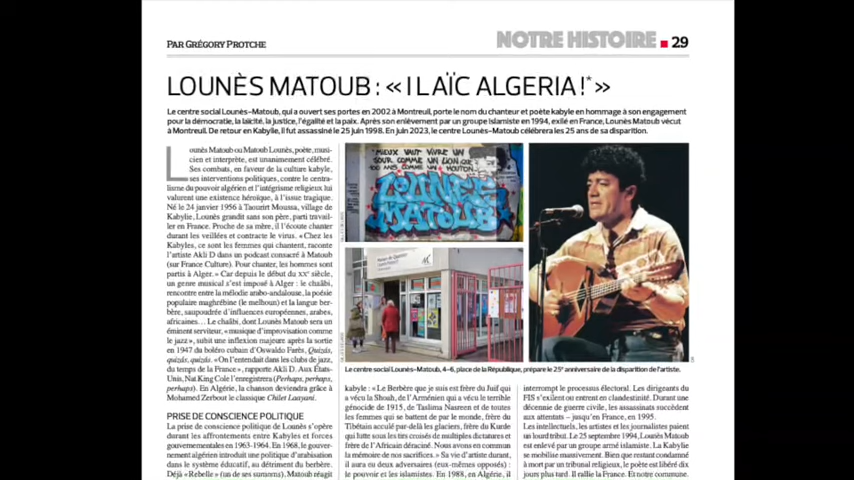 PAR GRÉGORY PROTCHE
NOTRE HISTOIRE 29
LOUNÈS MATOUB : « I LAÏC ALGERIA !* »
Le centre social Lounès-Matoub, qui a ouvert ses portes en 2002 à Montreuil, porte le nom du chanteur et poète kabyle en hommage à son engagement
pour la démocratie, la laïcité, la justice, l'égalité et la paix. Après son enlèvement par un groupe islamiste en 1994, exilé en France, Lounès Matoub vécut
à Montreuil. De retour en Kabylie, il fut assassiné le 25 juin 1998. En juin 2023, le centre Lounès-Matoub célébrera les 25 ans de sa disparition.
Lounès Matoub ou Matoub Lounès, poète, musi-
cien et interprète, est unanimement célébré.
Ses combats, en faveur de la culture kabyle,
ses interventions politiques, contre le centra-
lisme du pouvoir algérien et l'intégrisme religieux lui
valurent une existence héroïque, à l'issue tragique.
Né le 24 janvier 1956 à Taourirt Moussa, village de
Kabylie, Lounès grandit sans son père, parti travail-
ler en France. Proche de sa mère, il l'écoute chanter
durant les veillées et contracte le virus. « Chez les
Kabyles, ce sont les femmes qui chantent, raconte
l'artiste Akli D dans un podcast consacré à Matoub
(sur France Culture). Pour chanter, les hommes sont
partis à Alger. » Car depuis le début du XXe siècle,
un genre musical s'est imposé à Alger : le chaâbi,
rencontre entre la mélodie arabo-andalouse, la poésie
populaire maghrébine (le melhoun) et la langue ber-
bère, saupoudrée d'influences européennes, arabes,
africaines… Le chaâbi, dont Lounès Matoub sera un
éminent serviteur, « musique d'improvisation comme
le jazz », subit une inflexion majeure après la sortie
en 1947 du boléro cubain d'Oswaldo Farès, Quizás,
quizás, quizás. « On l'entendait dans les clubs de jazz,
du temps de la France », rapporte Akli D. Aux États-
Unis, Nat King Cole l'enregistrera (Perhaps, perhaps,
perhaps). En Algérie, la chanson deviendra grâce à
Mohamed Zerbout le classique Chilet Laayani.
PRISE DE CONSCIENCE POLITIQUE
La prise de conscience politique de Lounès s'opère
durant les affrontements entre Kabyles et forces
gouvernementales en 1963-1964. En 1968, le gouver-
nement algérien introduit une politique d'arabisation
dans le système éducatif, au détriment du berbère.
Déjà « Rebelle » (un de ses surnoms), Matoub réagit
MIEUX VAUT VIVRE UN
JOUR COMME UN LION QUE
100 ANS COMME UN MOUTON
LOUNES
MATOUB
Le centre social Lounès-Matoub, 4-6, place de la République, prépare le 25e anniversaire de la disparition de l'artiste.
kabyle : « Le Berbère que je suis est frère du Juif qui
a vécu la Shoah, de l'Arménien qui a vécu le terrible
génocide de 1915, de Taslima Nasreen et de toutes
les femmes qui se battent de par le monde, frère du
Tibétain acculé par-delà les glaciers, frère du Kurde
qui lutte sous les tirs croisés de multiples dictatures et
frère de l'Africain déraciné. Nous avons en commun
la mémoire de nos sacrifices. » Sa vie d'artiste durant,
il aura eu deux adversaires (eux-mêmes opposés) :
le pouvoir et les islamistes. En 1988, en Algérie, il
interrompt le processus électoral. Les dirigeants du
FIS s'exilent ou entrent en clandestinité. Durant une
décennie de guerre civile, les assassinats succèdent
aux attentats – jusqu'en France, en 1995.
Les intellectuels, les artistes et les journalistes paient
un lourd tribut. Le 25 septembre 1994, Lounès Matoub
est enlevé par un groupe armé islamiste. La Kabylie
se mobilise massivement. Bien que restant condamné
à mort par un tribunal religieux, le poète est libéré dix
jours plus tard. Il rallie la France. Et notre commune.